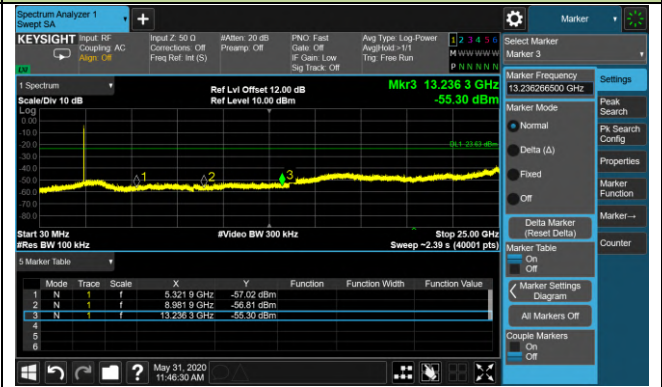 Spectrum Analyzer 1
Swept SA
Marker
KEYSIGHT
Input: RF
Coupling: AC
Align: Off
Input Z: 50 Ω
Corrections: Off
Freq Ref: Int (S)
#Atten: 20 dB
Preamp: Off
PNO: Fast
Gate: Off
IF Gain: Low
Sig Track: Off
Avg Type: Log-Power
Avg|Hold:>1/1
Trig: Free Run
1 2 3 4 5 6
M W W W W W
P N N N N N
Select Marker
Marker 3
1 Spectrum
Scale/Div 10 dB
Ref Lvl Offset 12.00 dB
Ref Level 10.00 dBm
Mkr3 13.236 3 GHz
-55.30 dBm
Log
0.00
-10.0
-20.0
-30.0
-40.0
-50.0
-60.0
-70.0
-80.0
1
2
3
Start 30 MHz
#Res BW 100 kHz
#Video BW 300 kHz
Stop 25.00 GHz
Sweep ~2.39 s (40001 pts)
5 Marker Table
Mode Trace Scale X Y Function Function Width Function Value
1 N 1 f 5.321 9 GHz -57.02 dBm
2 N 1 f 8.981 9 GHz -56.81 dBm
3 N 1 f 13.236 3 GHz -55.30 dBm
4
5
6
Marker Frequency
13.236266500 GHz
Marker Mode
Normal
Delta (Δ)
Fixed
Off
Delta Marker
(Reset Delta)
Marker Table
On
Off
Marker Settings
Diagram
All Markers Off
Couple Markers
On
Off
Settings
Peak
Search
Pk Search
Config
Properties
Marker
Function
Marker→
Counter
May 31, 2020
11:46:30 AM